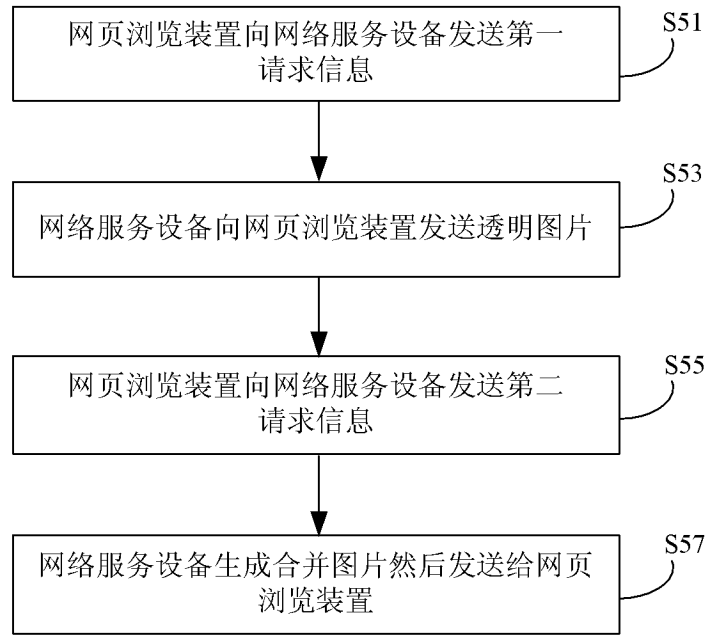 网页浏览装置向网络服务设备发送第一
请求信息
S51
网络服务设备向网页浏览装置发送透明图片
S53
网页浏览装置向网络服务设备发送第二
请求信息
S55
网络服务设备生成合并图片然后发送给网页
浏览装置
S57